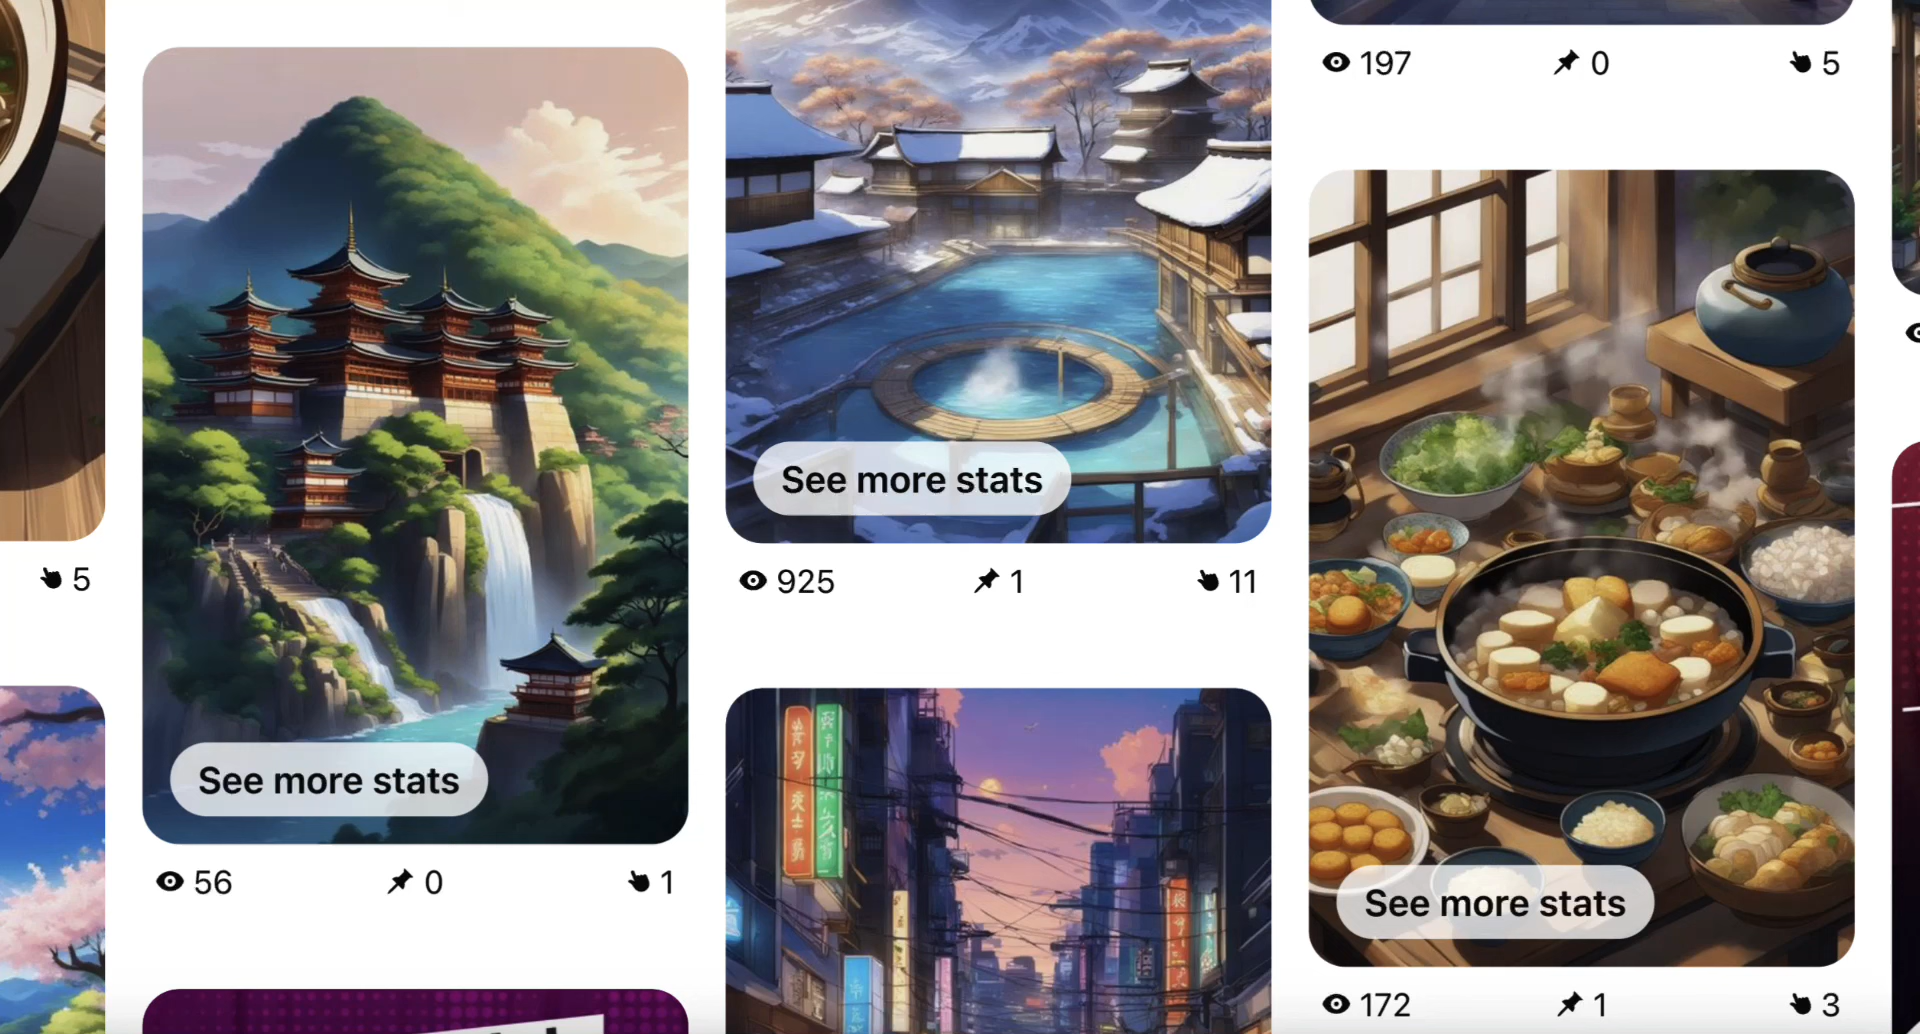 5
See more stats
56 0 1
See more stats
925 1 11
197 0 5
See more stats
172 1 3